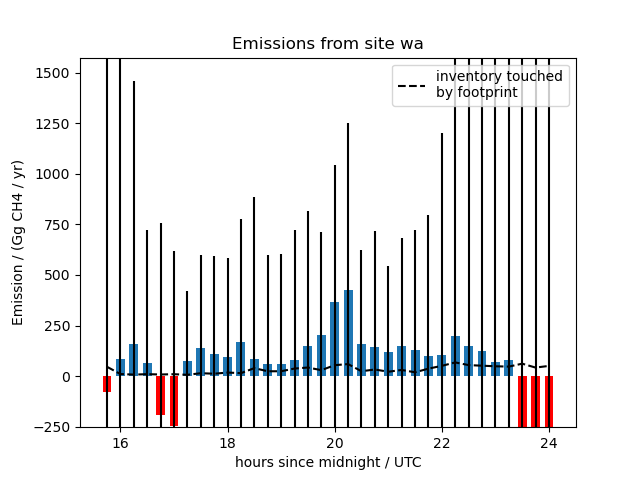 Emissions from site wa
1500
1250
1000
750
500
250
0
−250
Emission / (Gg CH4 / yr)
inventory touched
by footprint
16 18 20 22 24
hours since midnight / UTC